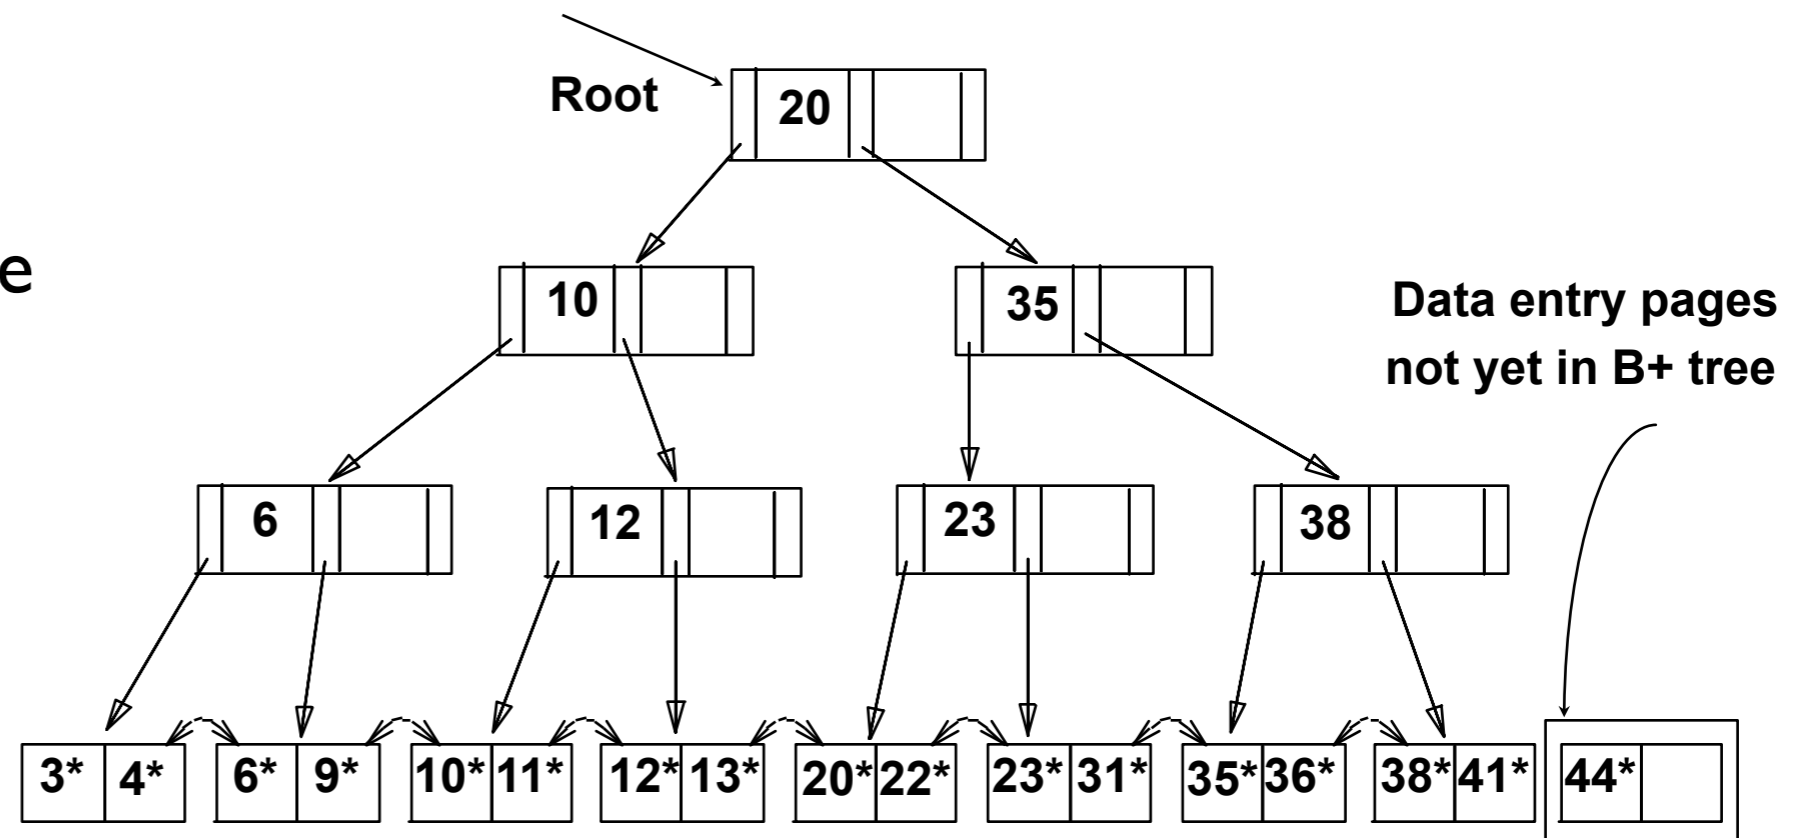 Root
20
e
10
35
Data entry pages
not yet in B+ tree
6
12
23
38
3* 4* 6* 9* 10* 11* 12* 13* 20* 22* 23* 31* 35* 36* 38* 41* 44*